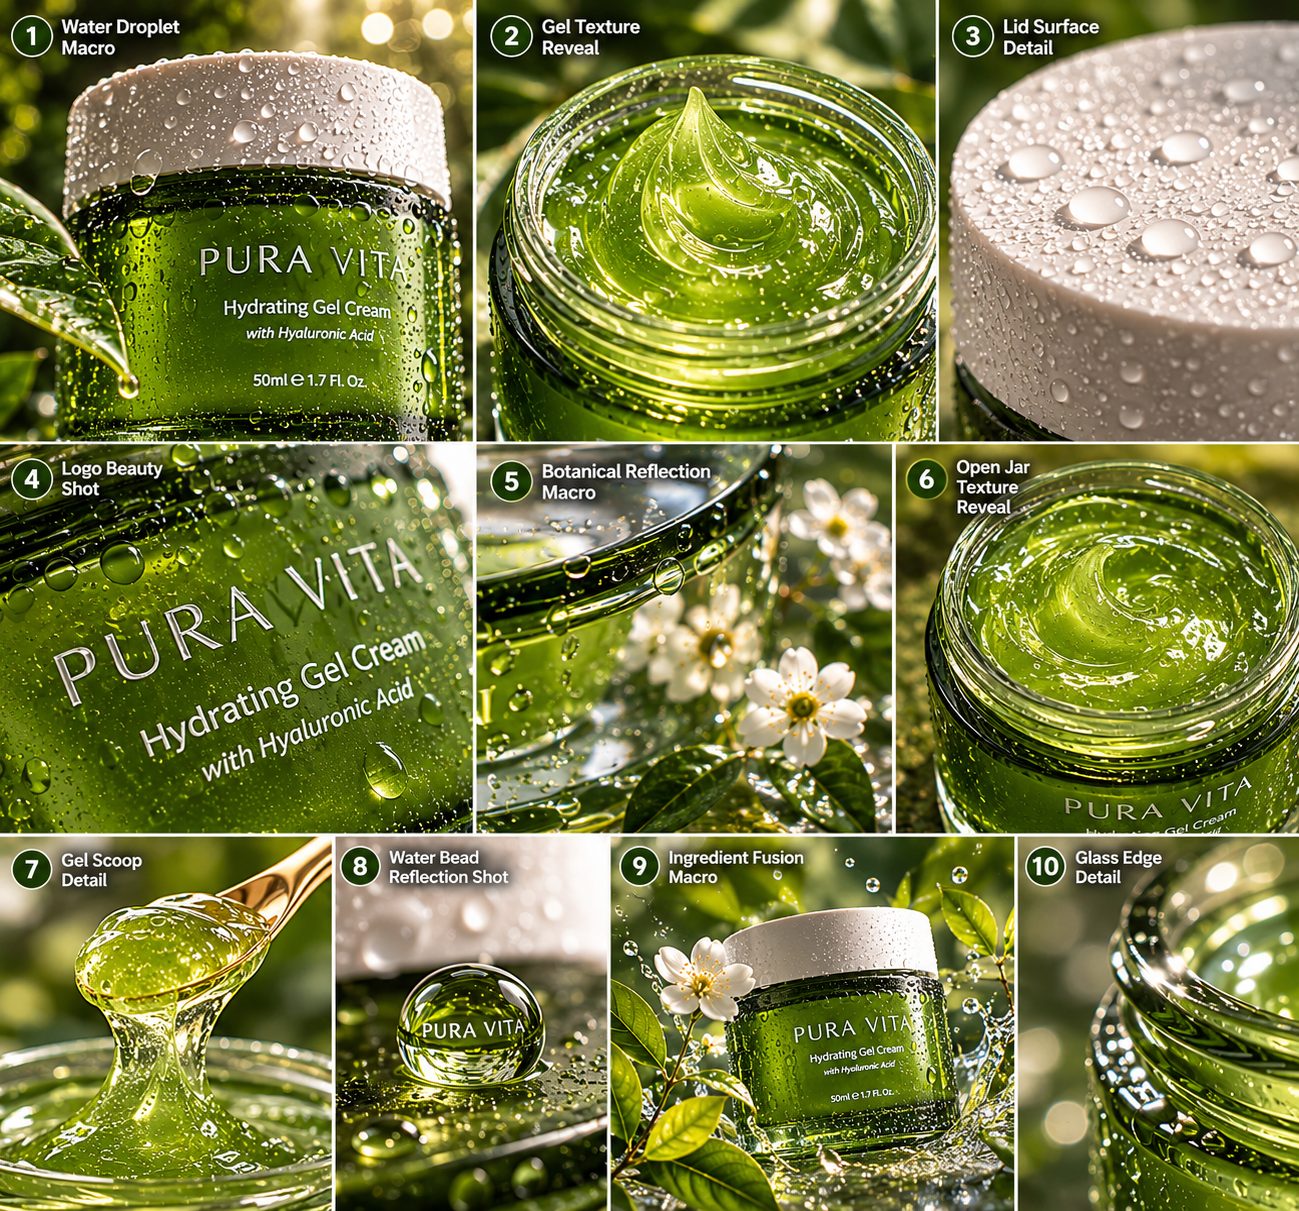 1 Water Droplet
Macro
PURA VITA
Hydrating Gel Cream
with Hyaluronic Acid
50ml ℮ 1.7 Fl. Oz.
2 Gel Texture
Reveal
3 Lid Surface
Detail
4 Logo Beauty
Shot
PURA VITA
Hydrating Gel Cream
with Hyaluronic Acid
5 Botanical Reflection
Macro
6 Open Jar
Texture
Reveal
PURA VITA
Hydrating Gel Cream
7 Gel Scoop
Detail
8 Water Bead
Reflection Shot
PURA VITA
9 Ingredient Fusion
Macro
PURA VITA
Hydrating Gel Cream
with Hyaluronic Acid
50ml ℮ 1.7 Fl. Oz.
10 Glass Edge
Detail